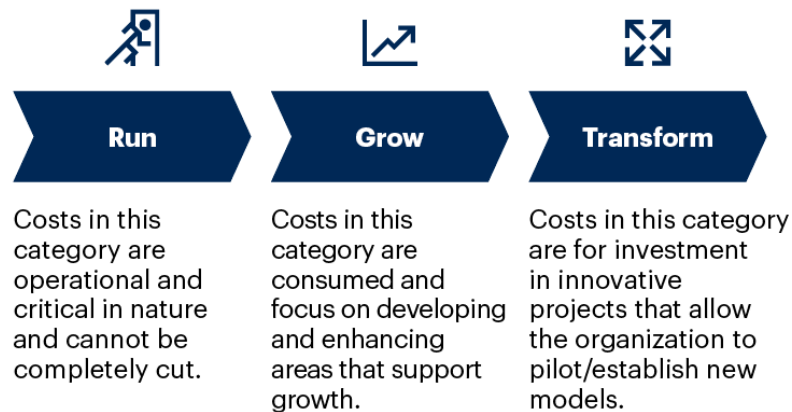 Run
Grow
Transform
Costs in this
category are
operational and
critical in nature
and cannot be
completely cut.
Costs in this
category are
consumed and
focus on developing
and enhancing
areas that support
growth.
Costs in this category
are for investment
in innovative
projects that allow
the organization to
pilot/establish new
models.